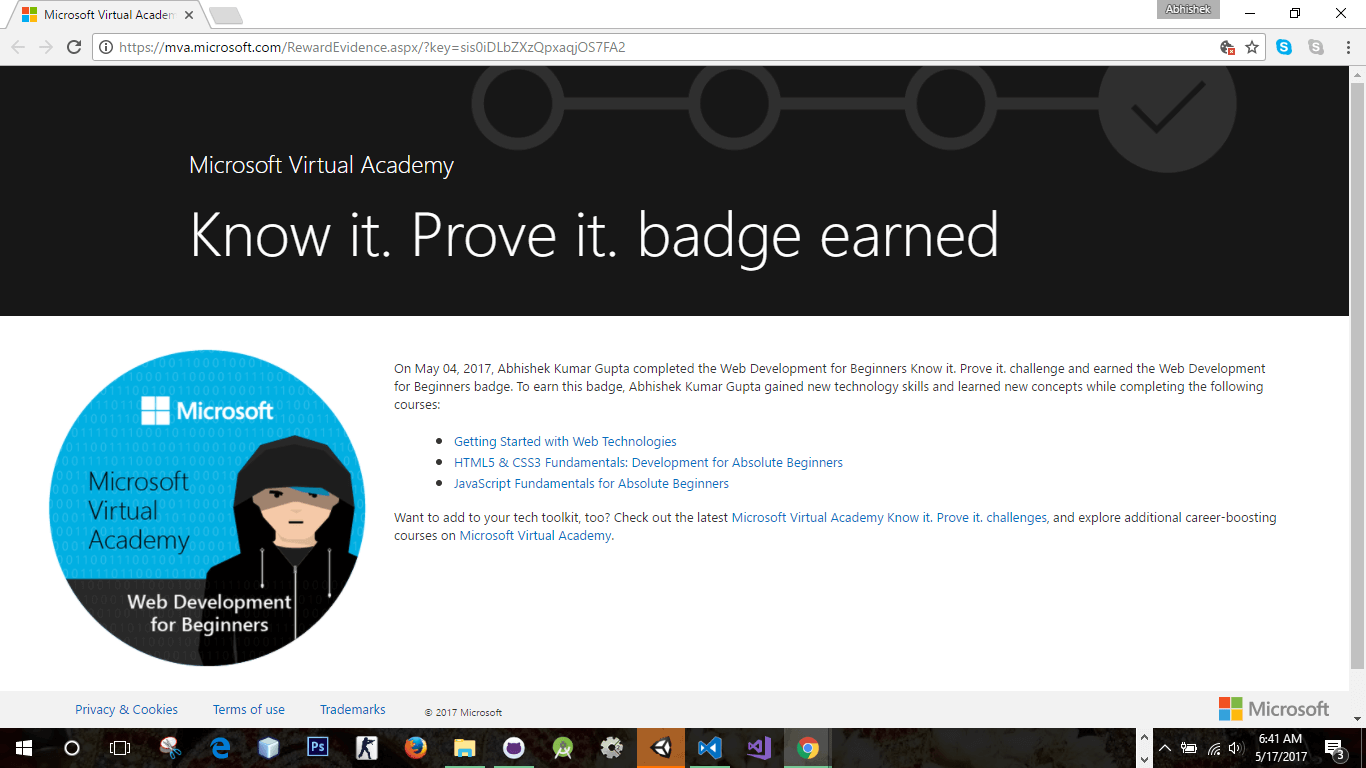 Microsoft Virtual Academ
Abhishek
https://mva.microsoft.com/RewardEvidence.aspx/?key=sis0iDLbZXzQpxaqjOS7FA2
Microsoft Virtual Academy
Know it. Prove it. badge earned
Microsoft
Microsoft
Virtual
Academy
Web Development
for Beginners
On May 04, 2017, Abhishek Kumar Gupta completed the Web Development for Beginners Know it. Prove it. challenge and earned the Web Development
for Beginners badge. To earn this badge, Abhishek Kumar Gupta gained new technology skills and learned new concepts while completing the following
courses:
Getting Started with Web Technologies
HTML5 & CSS3 Fundamentals: Development for Absolute Beginners
JavaScript Fundamentals for Absolute Beginners
Want to add to your tech toolkit, too? Check out the latest Microsoft Virtual Academy Know it. Prove it. challenges, and explore additional career-boosting
courses on Microsoft Virtual Academy.
Privacy & Cookies
Terms of use
Trademarks
© 2017 Microsoft
Microsoft
Ps
6:41 AM
5/17/2017
3